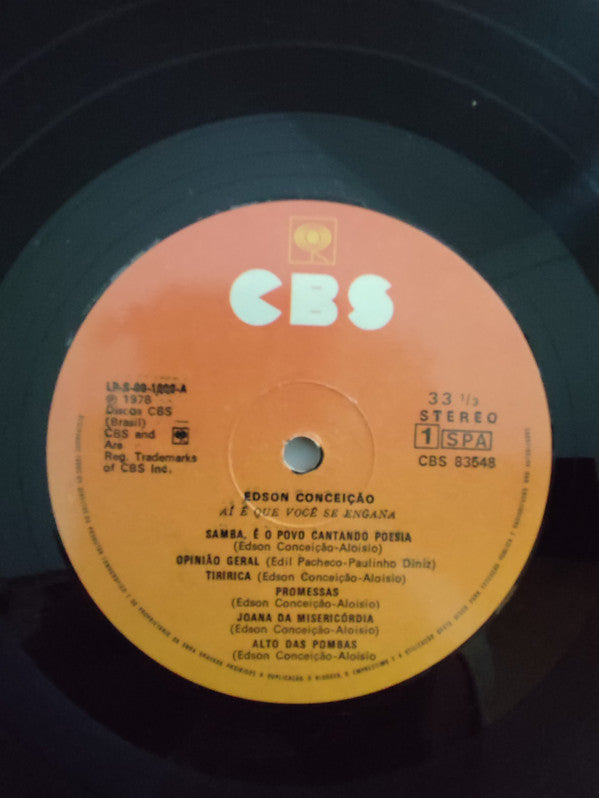 CBS
LP-S-09-1000-A
℗ 1978
Discos CBS
(Brasil)
CBS and
Are
Reg. Trademarks
of CBS Inc.
33 1/3
STEREO
1 SPA
CBS 83548
EDSON CONCEIÇÃO
AÍ É QUE VOCÊ SE ENGANA
SAMBA, É O POVO CANTANDO POESIA
(Edson Conceição-Aloisio)
OPINIÃO GERAL (Edil Pacheco-Paulinho Diniz)
TIRIRICA (Edson Conceição-Aloisio)
PROMESSAS
(Edson Conceição-Aloisio)
JOANA DA MISERICÓRDIA
(Edson Conceição-Aloisio)
ALTO DAS POMBAS
(Edson Conceição-Aloisio